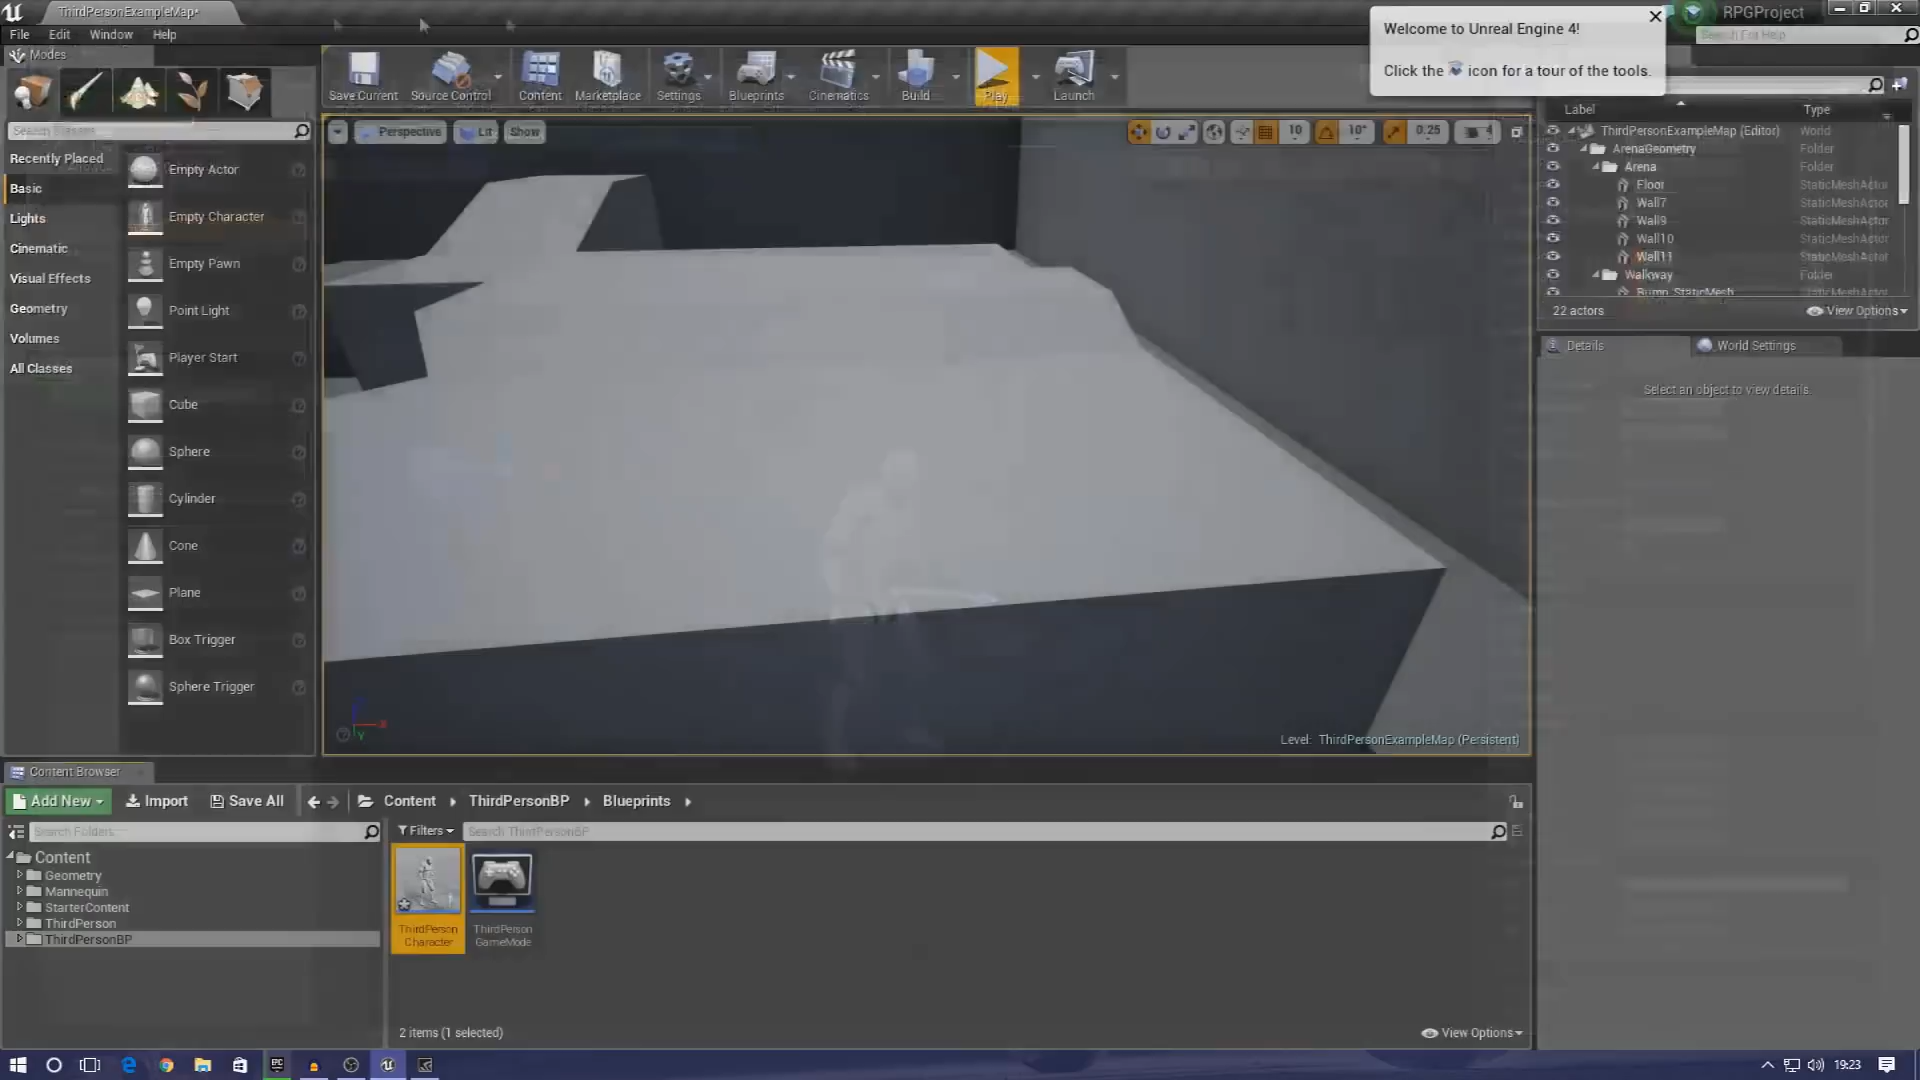 ThirdPersonExampleMap*
RPGProject
File Edit Window Help
Search For Help
Welcome to Unreal Engine 4!
Click the icon for a tour of the tools.
Modes
Save Current Source Control Content Marketplace Settings Blueprints Cinematics Build Play Launch
Search Classes
Perspective Lit Show
10 10° 0.25 4
Recently Placed
Basic
Lights
Cinematic
Visual Effects
Geometry
Volumes
All Classes
Empty Actor
Empty Character
Empty Pawn
Point Light
Player Start
Cube
Sphere
Cylinder
Cone
Plane
Box Trigger
Sphere Trigger
Label Type
ThirdPersonExampleMap (Editor) World
ArenaGeometry Folder
Arena Folder
Floor StaticMeshActor
Wall7 StaticMeshActor
Wall9 StaticMeshActor
Wall10 StaticMeshActor
Wall11 StaticMeshActor
Walkway Folder
Bump_StaticMesh StaticMeshActor
22 actors View Options
Details World Settings
Select an object to view details.
X
Y
Level: ThirdPersonExampleMap (Persistent)
Content Browser
Add New Import Save All Content ThirdPersonBP Blueprints
Search Folders
Filters Search ThirdPersonBP
Content
Geometry
Mannequin
StarterContent
ThirdPerson
ThirdPersonBP
ThirdPerson
Character
ThirdPerson
GameMode
2 items (1 selected) View Options
19:23